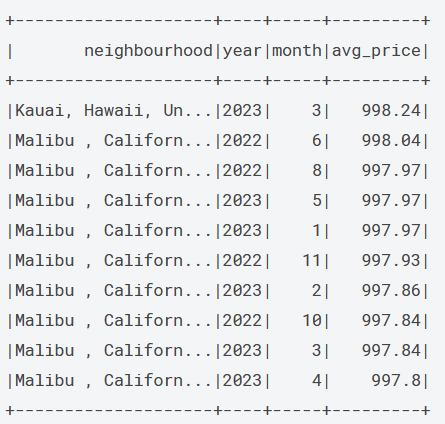 +-------------------+----+-----+---------+
|      neighbourhood|year|month|avg_price|
+-------------------+----+-----+---------+
|Kauai, Hawaii, Un...|2023|    3|   998.24|
|Malibu , Californ...|2022|    6|   998.04|
|Malibu , Californ...|2022|    8|   997.97|
|Malibu , Californ...|2023|    5|   997.97|
|Malibu , Californ...|2023|    1|   997.97|
|Malibu , Californ...|2022|   11|   997.93|
|Malibu , Californ...|2023|    2|   997.86|
|Malibu , Californ...|2022|   10|   997.84|
|Malibu , Californ...|2023|    3|   997.84|
|Malibu , Californ...|2023|    4|    997.8|
+-------------------+----+-----+---------+